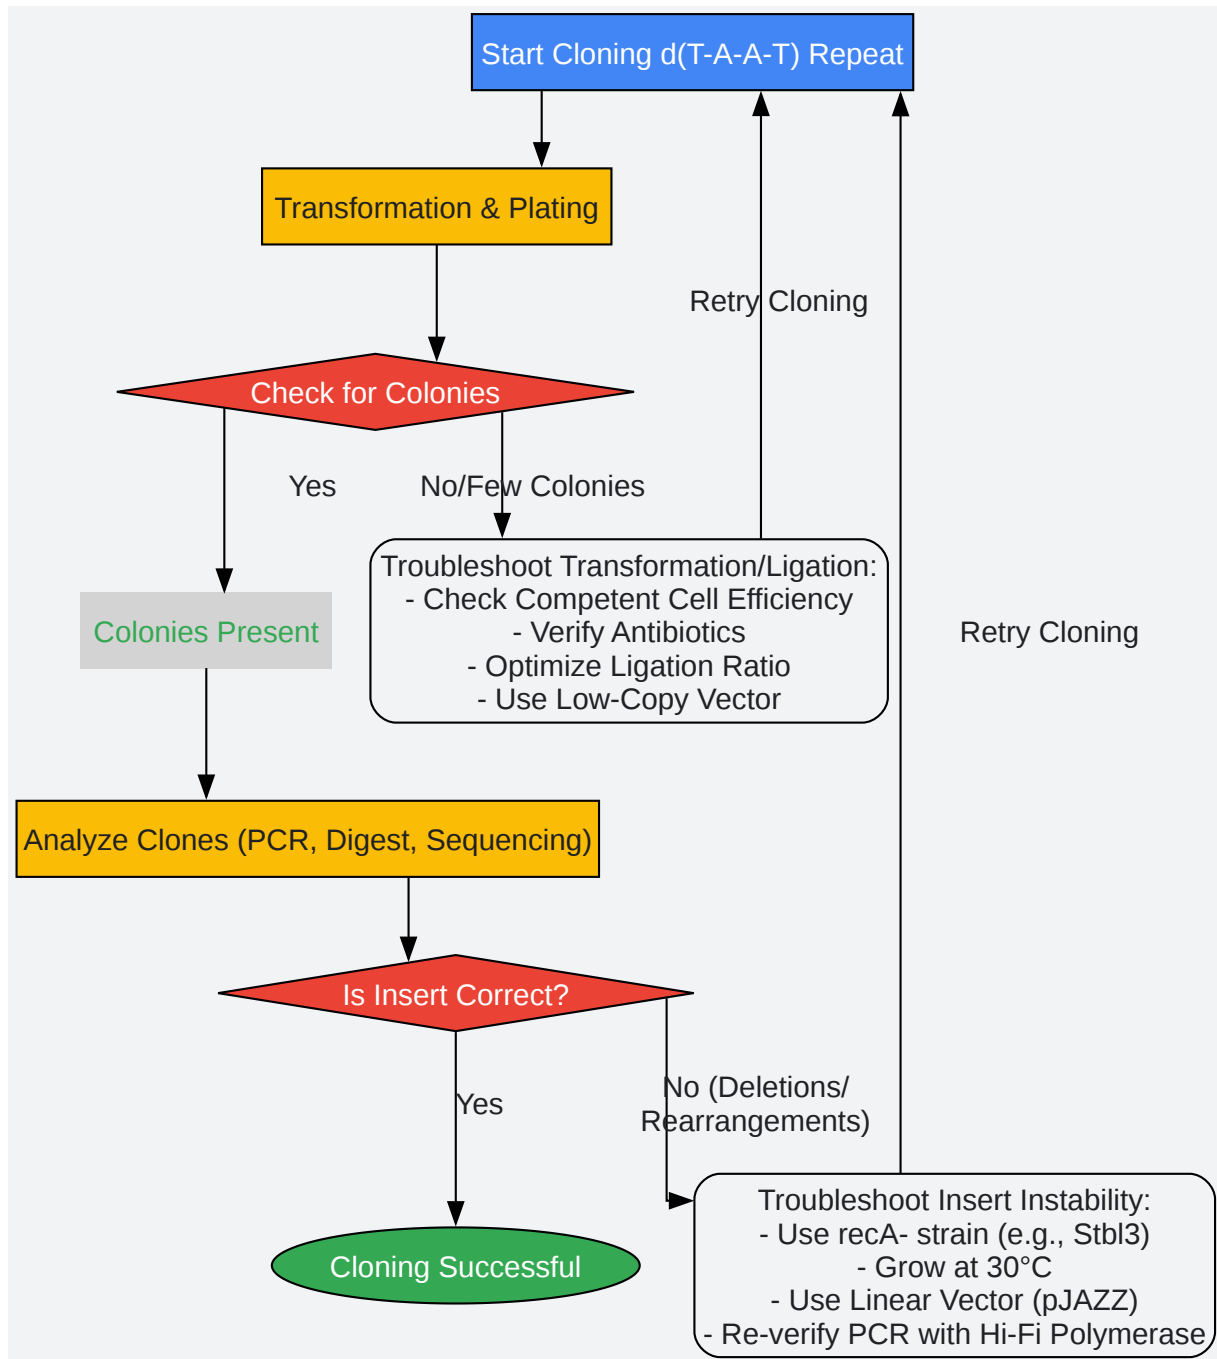 Start Cloning d(T-A-A-T) Repeat
Transformation & Plating
Retry Cloning
Check for Colonies
Yes
No/Few Colonies
Troubleshoot Transformation/Ligation:
- Check Competent Cell Efficiency
- Verify Antibiotics
- Optimize Ligation Ratio
- Use Low-Copy Vector
Colonies Present
Retry Cloning
Analyze Clones (PCR, Digest, Sequencing)
Is Insert Correct?
Yes
No (Deletions/
Rearrangements)
Cloning Successful
Troubleshoot Insert Instability:
- Use recA- strain (e.g., Stbl3)
- Grow at 30°C
- Use Linear Vector (pJAZZ)
- Re-verify PCR with Hi-Fi Polymerase